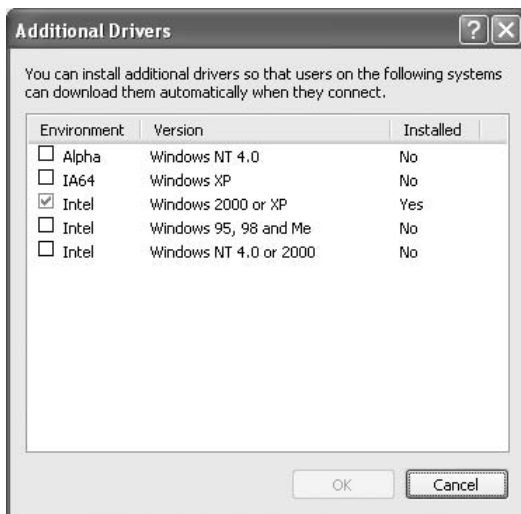 Additional Drivers
You can install additional drivers so that users on the following systems
can download them automatically when they connect.
Environment Version Installed
Alpha Windows NT 4.0 No
IA64 Windows XP No
Intel Windows 2000 or XP Yes
Intel Windows 95, 98 and Me No
Intel Windows NT 4.0 or 2000 No
OK Cancel